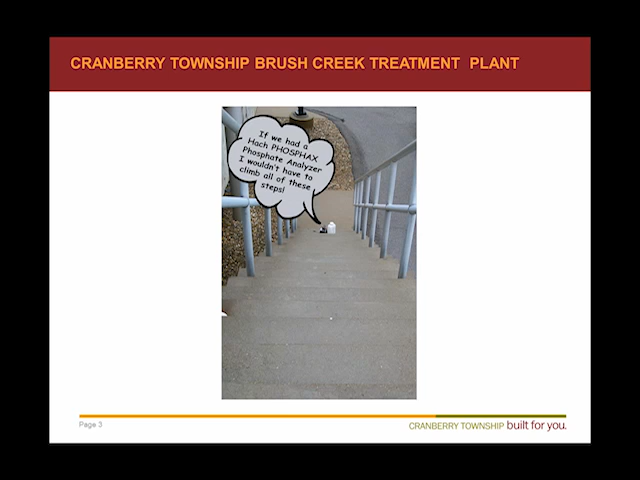 CRANBERRY TOWNSHIP BRUSH CREEK TREATMENT PLANT
If we had a
Hach PHOSPHAX
Phosphate Analyzer
I wouldn't have to
climb all of these
steps!
Page 3
CRANBERRY TOWNSHIP built for you.